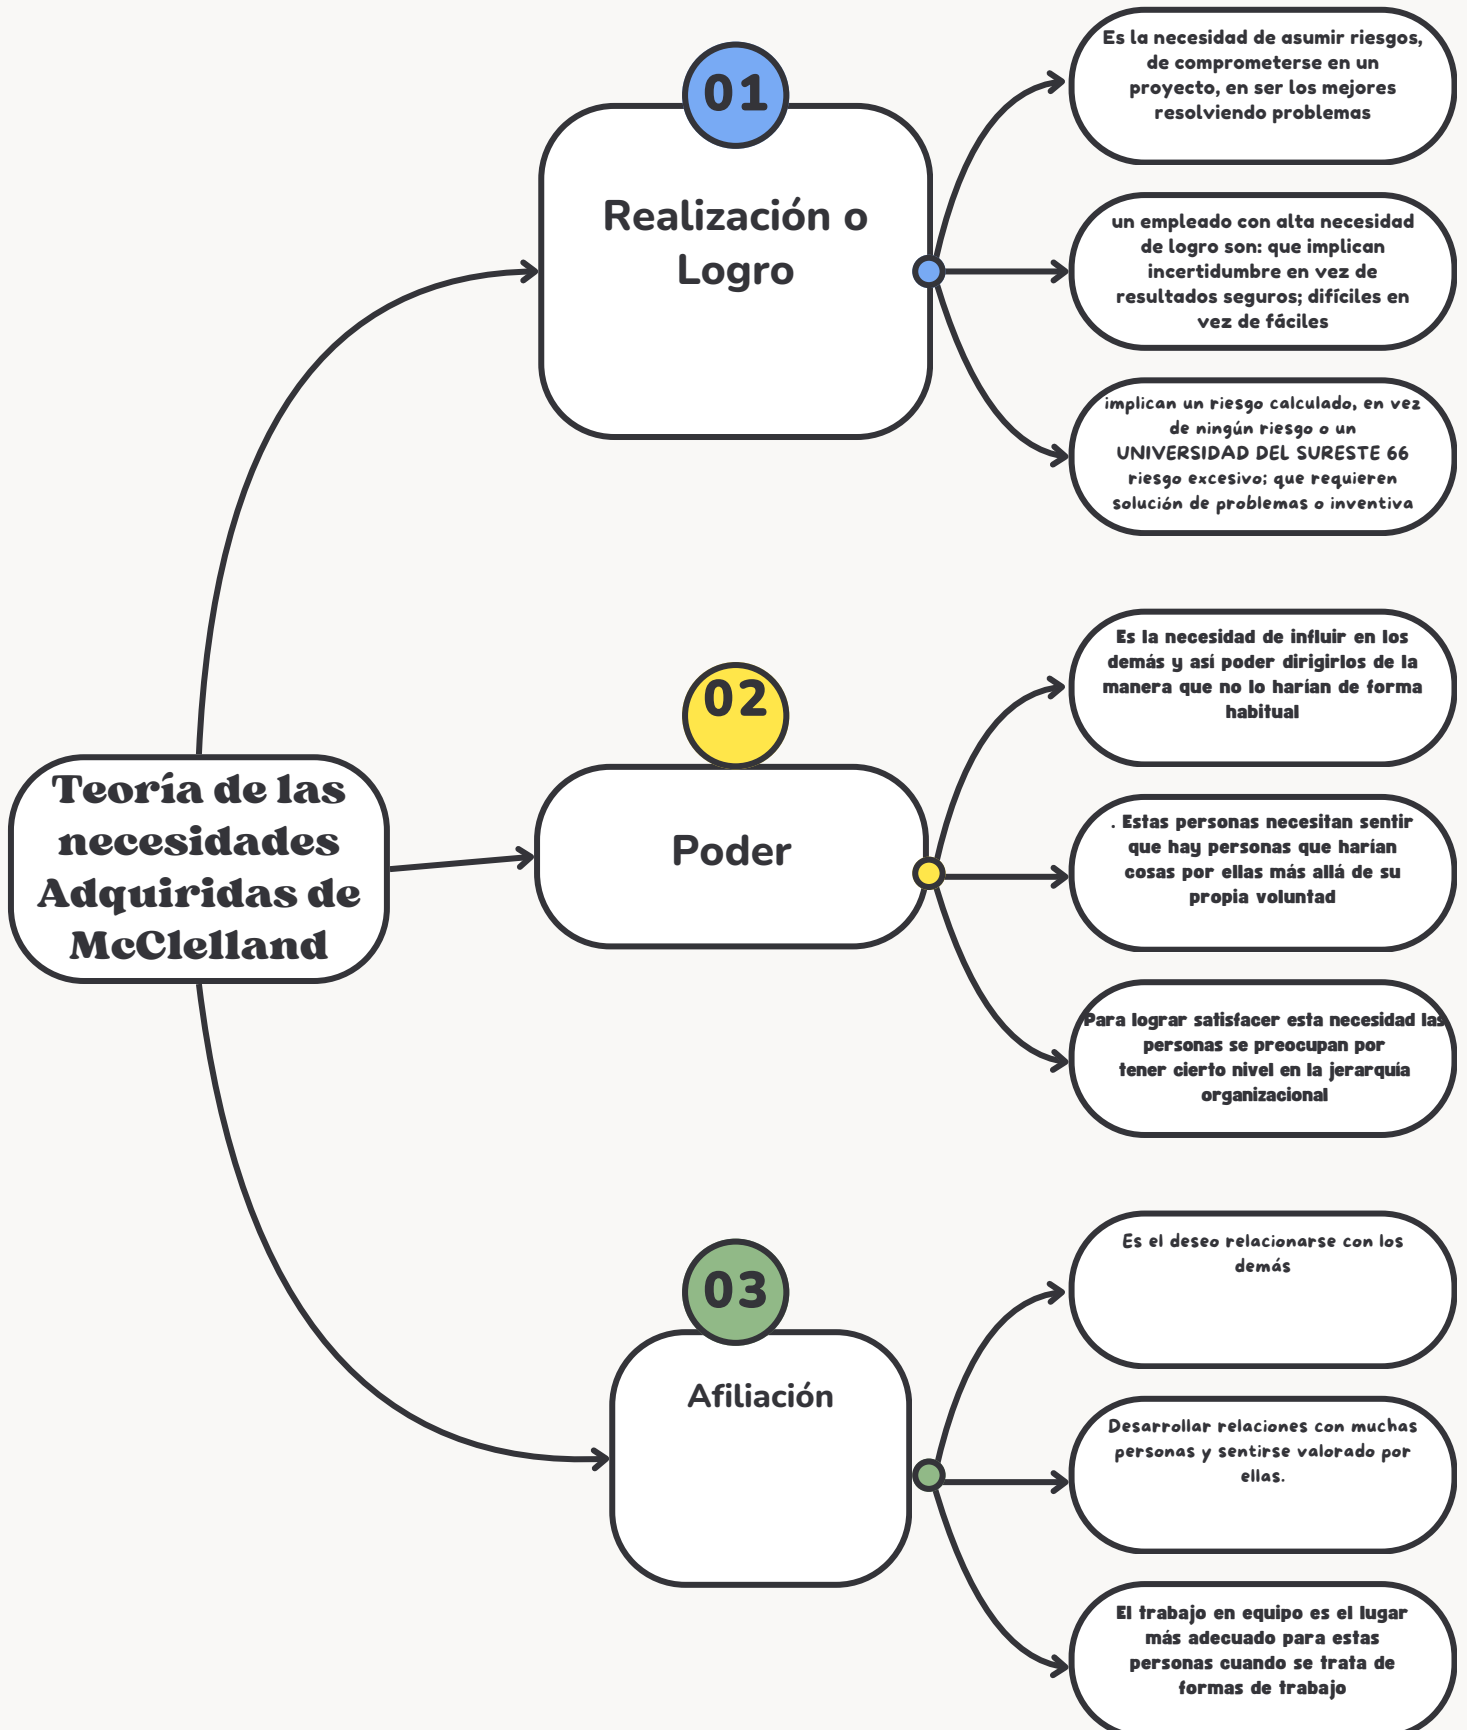 Teoría de las
necesidades
Adquiridas de
McClelland
01
Realización o
Logro
Es la necesidad de asumir riesgos,
de comprometerse en un
proyecto, en ser los mejores
resolviendo problemas
un empleado con alta necesidad
de logro son: que implican
incertidumbre en vez de
resultados seguros; difíciles en
vez de fáciles
implican un riesgo calculado, en vez
de ningún riesgo o un
UNIVERSIDAD DEL SURESTE 66
riesgo excesivo; que requieren
solución de problemas o inventiva
02
Poder
Es la necesidad de influir en los
demás y así poder dirigirlos de la
manera que no lo harían de forma
habitual
. Estas personas necesitan sentir
que hay personas que harían
cosas por ellas más allá de su
propia voluntad
Para lograr satisfacer esta necesidad las
personas se preocupan por
tener cierto nivel en la jerarquía
organizacional
03
Afiliación
Es el deseo relacionarse con los
demás
Desarrollar relaciones con muchas
personas y sentirse valorado por
ellas.
El trabajo en equipo es el lugar
más adecuado para estas
personas cuando se trata de
formas de trabajo